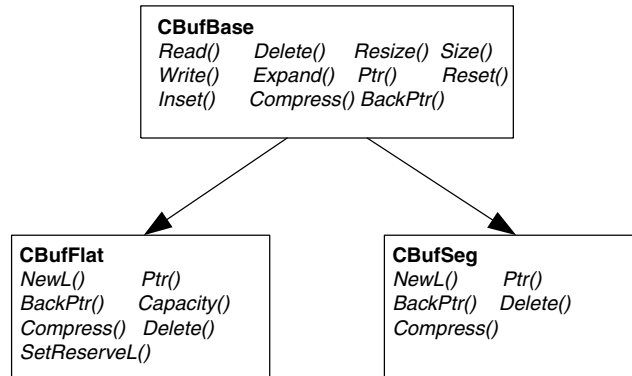 CBufBase
Read() Delete() Resize() Size()
Write() Expand() Ptr() Reset()
Inset() Compress() BackPtr()
CBufFlat
NewL() Ptr()
BackPtr() Capacity()
Compress() Delete()
SetReserveL()
CBufSeg
NewL() Ptr()
BackPtr() Delete()
Compress()